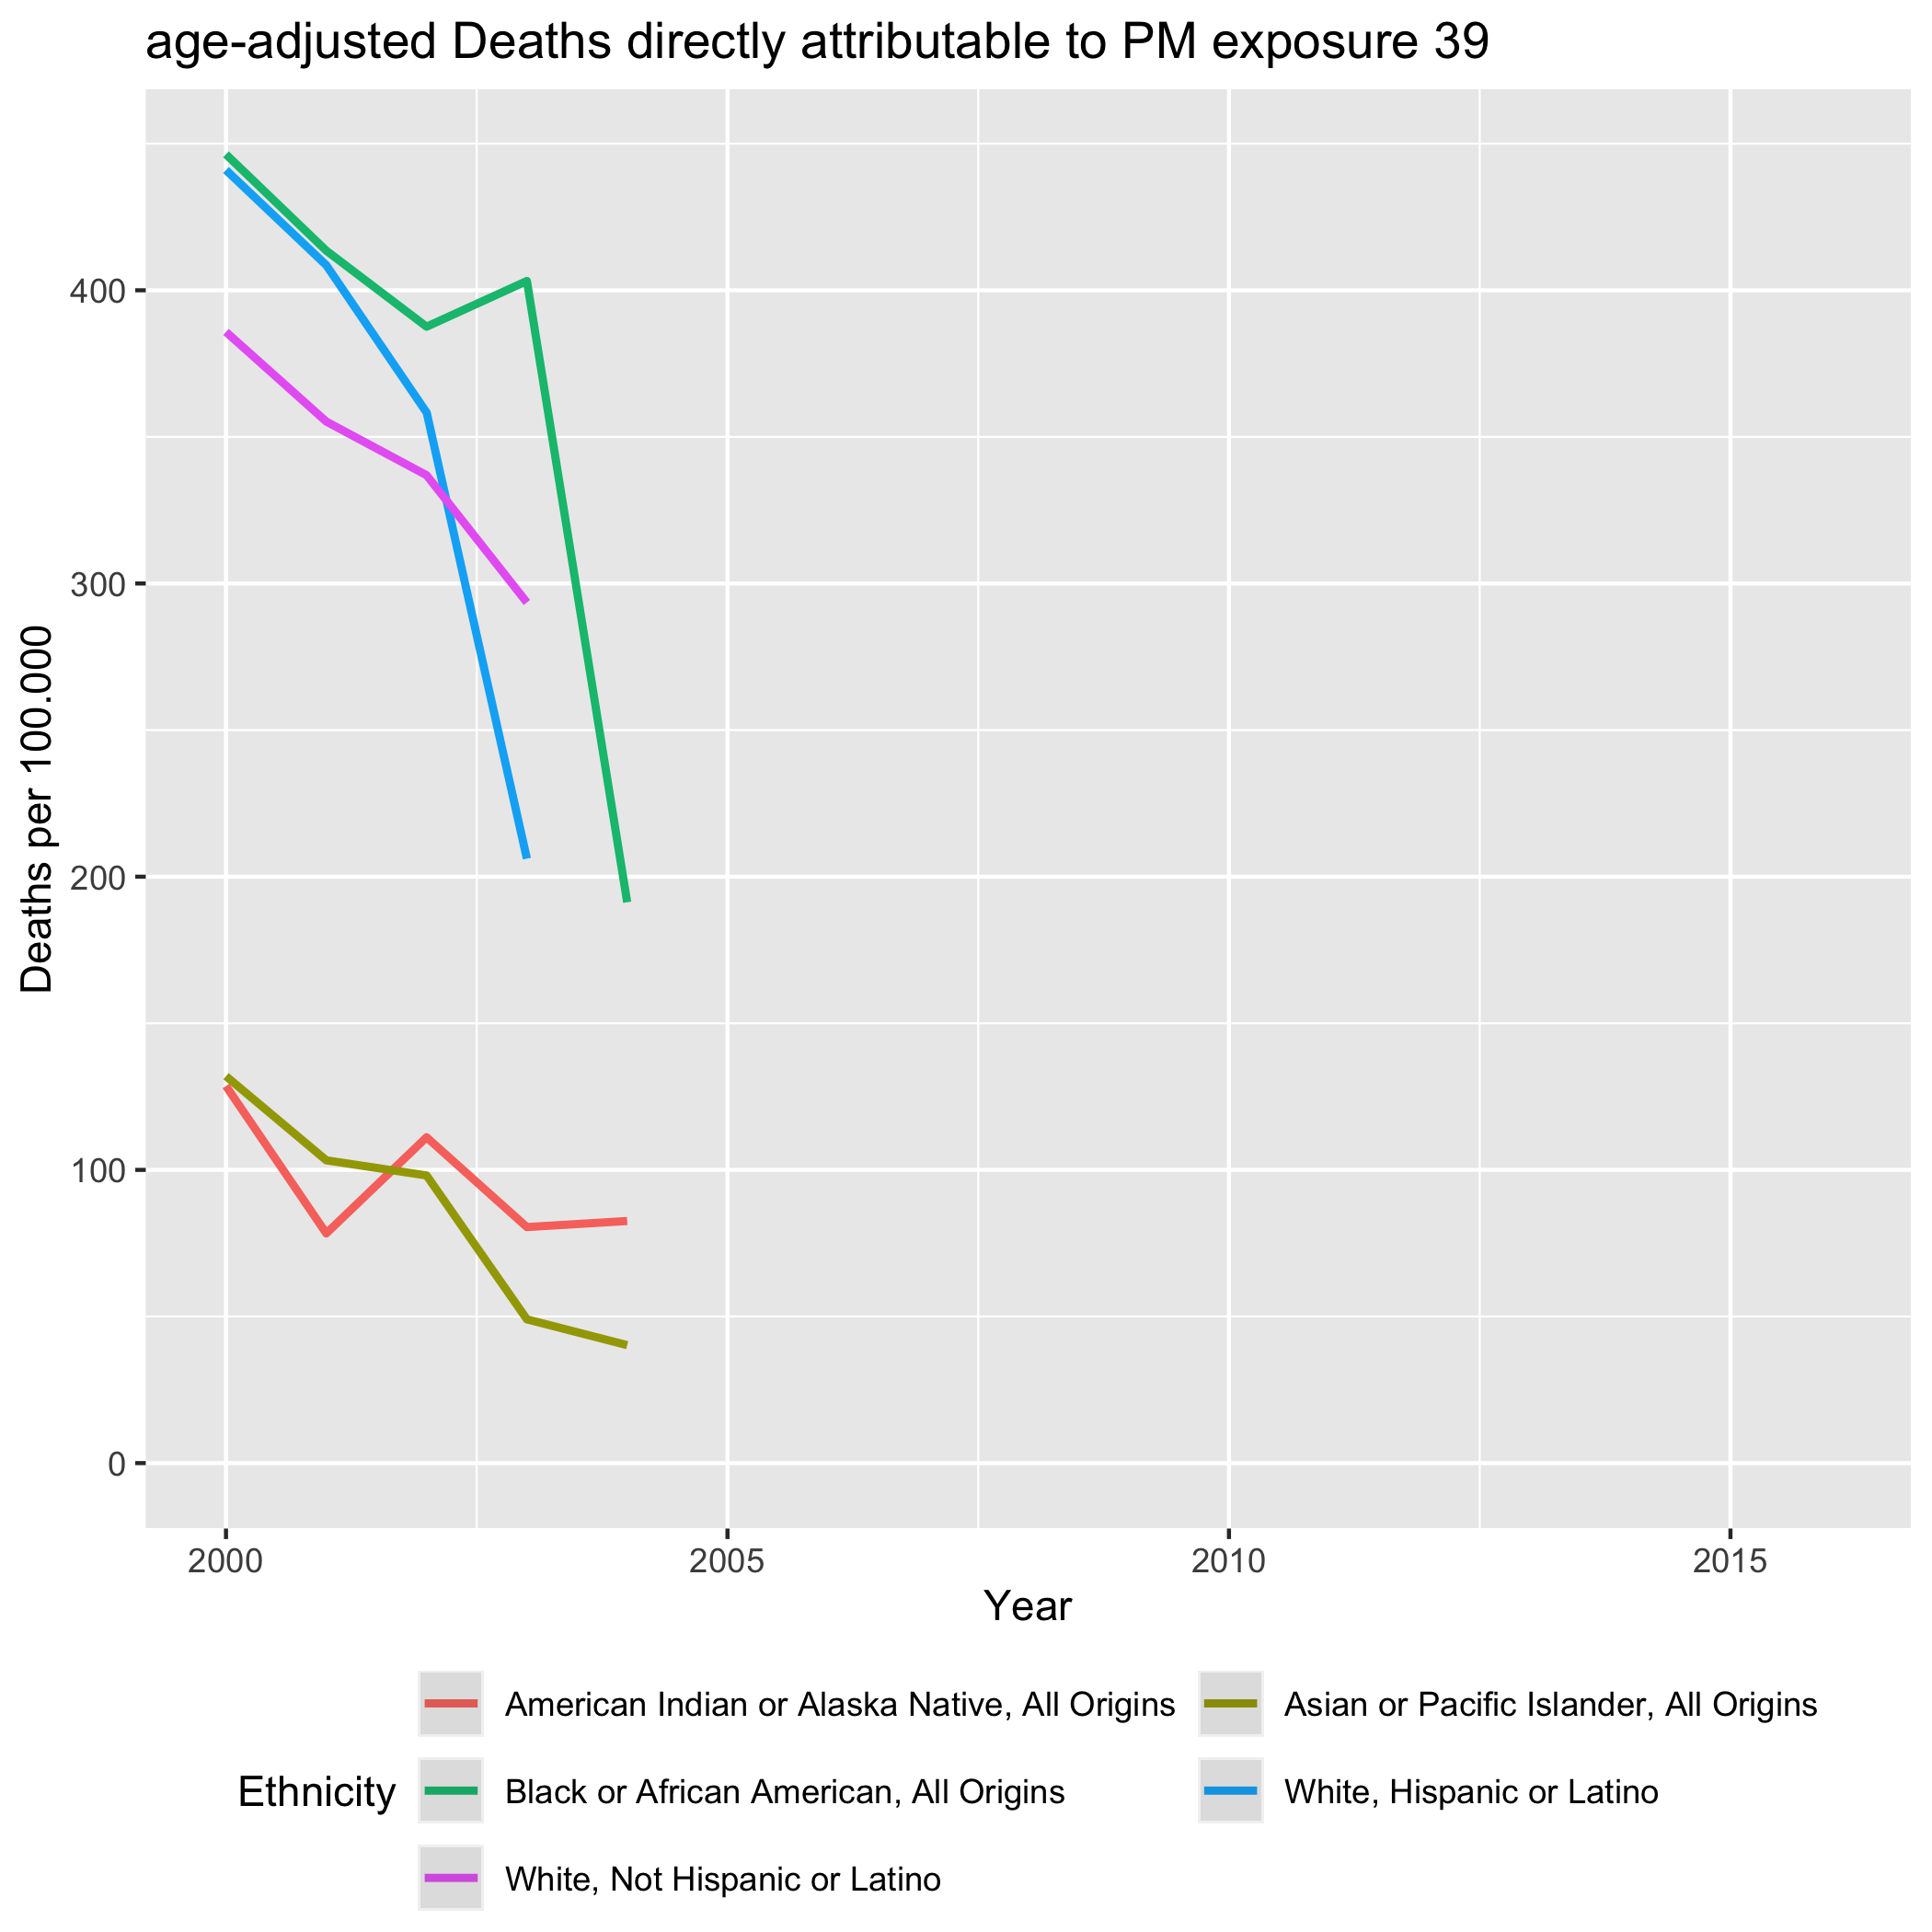 age-adjusted Deaths directly attributable to PM exposure 39
Deaths per 100.000
400
300
200
100
0
2000 2005 2010 2015
Year
Ethnicity
American Indian or Alaska Native, All Origins
Asian or Pacific Islander, All Origins
Black or African American, All Origins
White, Hispanic or Latino
White, Not Hispanic or Latino